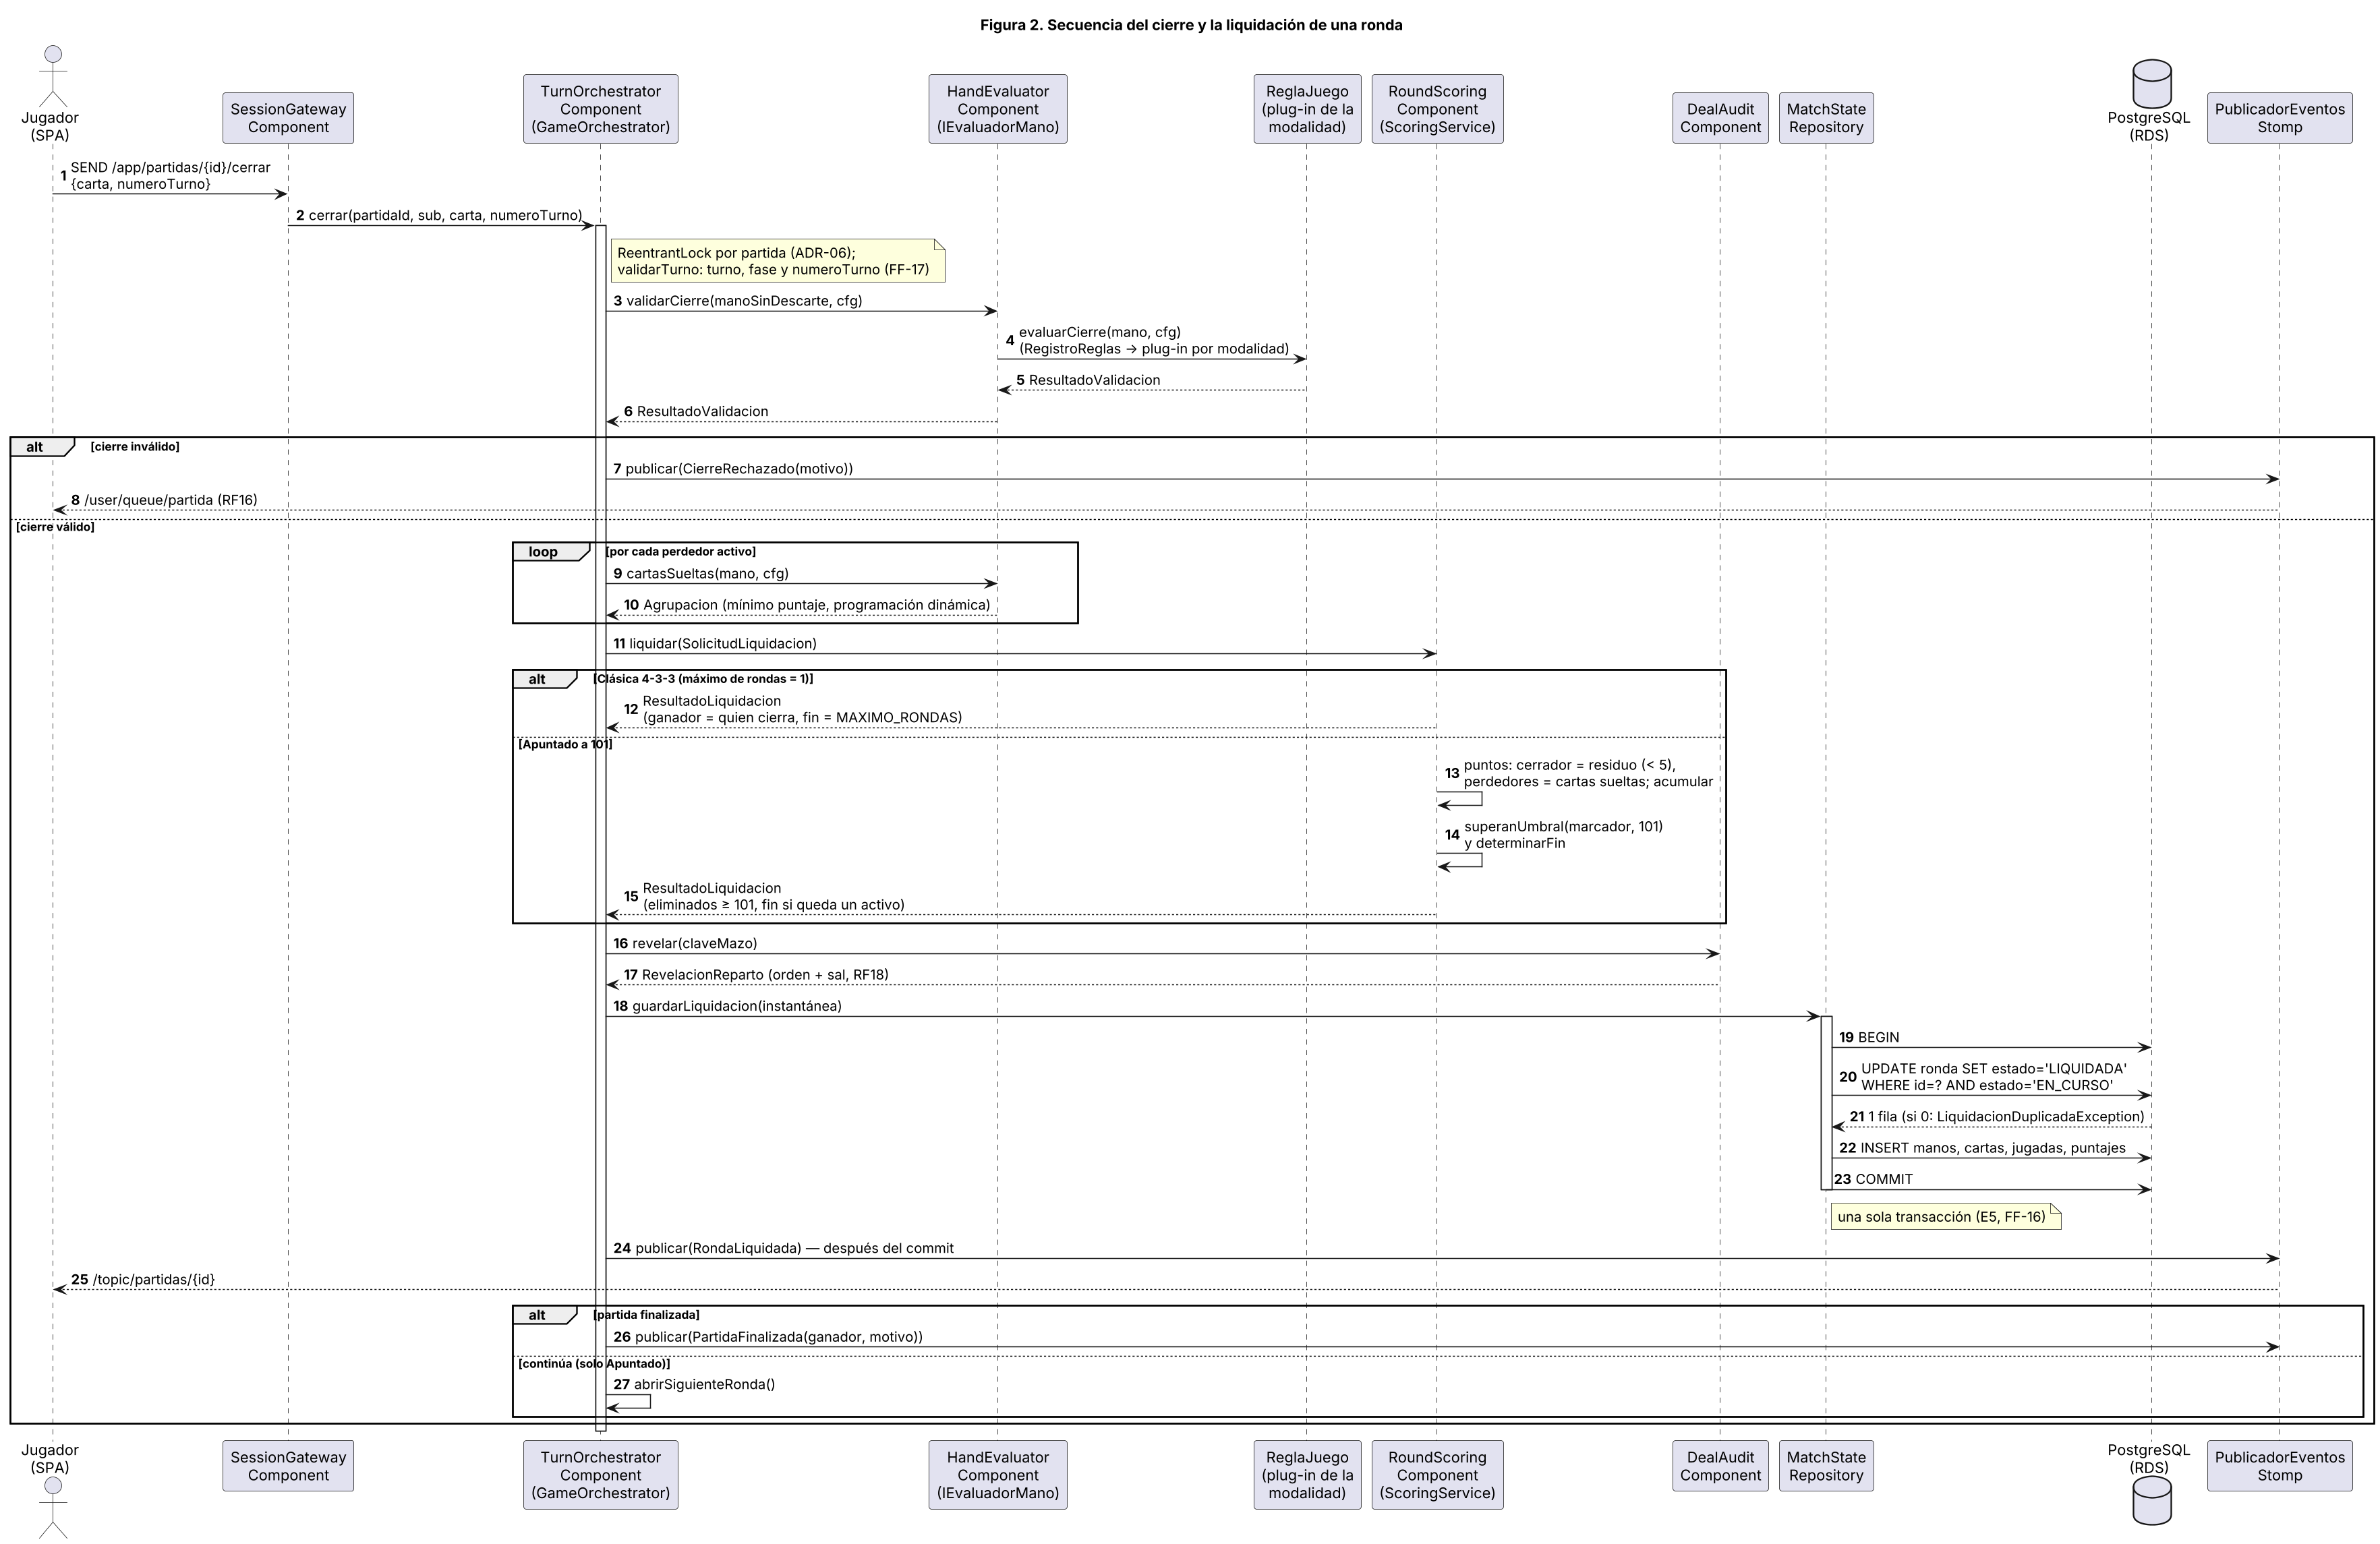 Figura 2. Secuencia del cierre y la liquidación de una ronda
Jugador
(SPA)
SessionGateway
Component
TurnOrchestrator
Component
(GameOrchestrator)
HandEvaluator
Component
(IEvaluadorMano)
ReglaJuego
(plug-in de la
modalidad)
RoundScoring
Component
(ScoringService)
DealAudit
Component
MatchState
Repository
PostgreSQL
(RDS)
PublicadorEventos
Stomp
1 SEND /app/partidas/{id}/cerrar
{carta, numeroTurno}
2 cerrar(partidaId, sub, carta, numeroTurno)
ReentrantLock por partida (ADR-06);
validarTurno: turno, fase y numeroTurno (FF-17)
3 validarCierre(manoSinDescarte, cfg)
4 evaluarCierre(mano, cfg)
(RegistroReglas → plug-in por modalidad)
5 ResultadoValidacion
6 ResultadoValidacion
alt [cierre inválido]
7 publicar(CierreRechazado(motivo))
8 /user/queue/partida (RF16)
[cierre válido]
loop [por cada perdedor activo]
9 cartasSueltas(mano, cfg)
10 Agrupacion (mínimo puntaje, programación dinámica)
11 liquidar(SolicitudLiquidacion)
alt [Clásica 4-3-3 (máximo de rondas = 1)]
12 ResultadoLiquidacion
(ganador = quien cierra, fin = MAXIMO_RONDAS)
[Apuntado a 101]
13 puntos: cerrador = residuo (< 5),
perdedores = cartas sueltas; acumular
14 superanUmbral(marcador, 101)
y determinarFin
15 ResultadoLiquidacion
(eliminados ≥ 101, fin si queda un activo)
16 revelar(claveMazo)
17 RevelacionReparto (orden + sal, RF18)
18 guardarLiquidacion(instantánea)
19 BEGIN
20 UPDATE ronda SET estado='LIQUIDADA'
WHERE id=? AND estado='EN_CURSO'
21 1 fila (si 0: LiquidacionDuplicadaException)
22 INSERT manos, cartas, jugadas, puntajes
23 COMMIT
una sola transacción (E5, FF-16)
24 publicar(RondaLiquidada) — después del commit
25 /topic/partidas/{id}
alt [partida finalizada]
26 publicar(PartidaFinalizada(ganador, motivo))
[continúa (solo Apuntado)]
27 abrirSiguienteRonda()
Jugador
(SPA)
SessionGateway
Component
TurnOrchestrator
Component
(GameOrchestrator)
HandEvaluator
Component
(IEvaluadorMano)
ReglaJuego
(plug-in de la
modalidad)
RoundScoring
Component
(ScoringService)
DealAudit
Component
MatchState
Repository
PostgreSQL
(RDS)
PublicadorEventos
Stomp